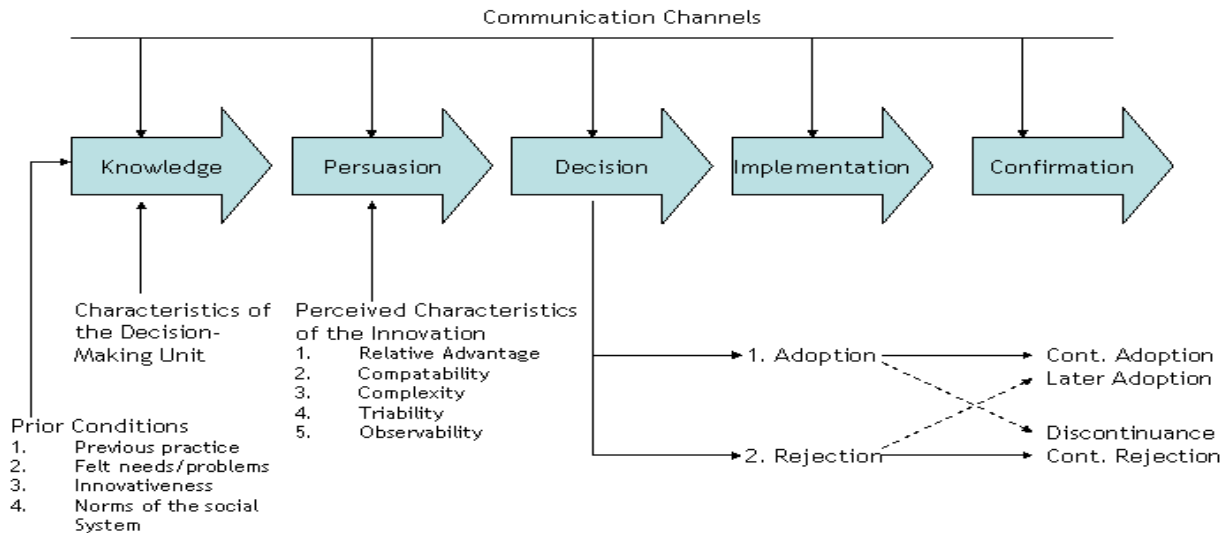 Communication Channels
Knowledge
Persuasion
Decision
Implementation
Confirmation
Characteristics of
the Decision-
Making Unit
Perceived Characteristics
of the Innovation
1. Relative Advantage
2. Compatability
3. Complexity
4. Triability
5. Observability
Prior Conditions
1. Previous practice
2. Felt needs/problems
3. Innovativeness
4. Norms of the social
System
1. Adoption
2. Rejection
Cont. Adoption
Later Adoption
Discontinuance
Cont. Rejection